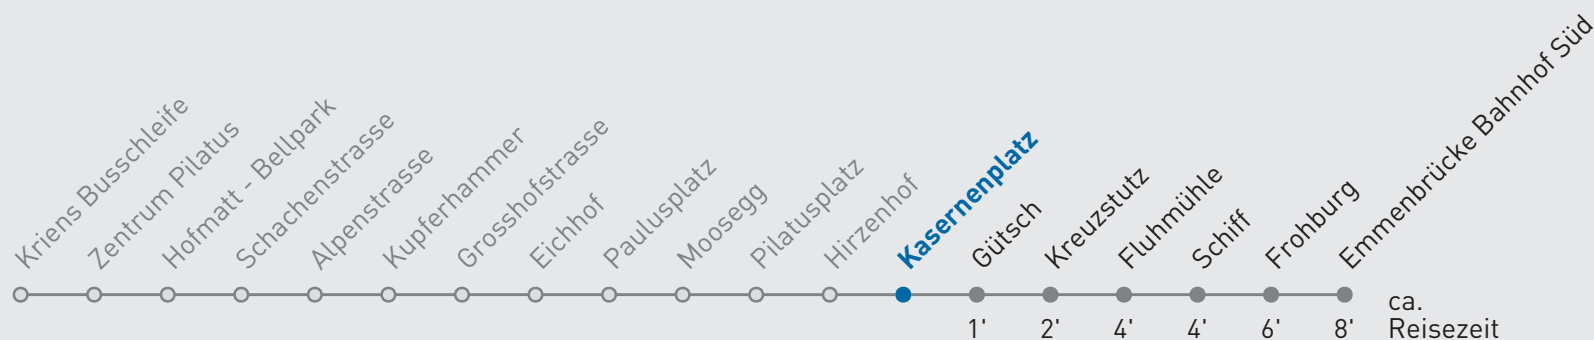 Kriens Busschleife
Zentrum Pilatus
Hofmatt - Bellpark
Schachenstrasse
Alpenstrasse
Kupferhammer
Grosshofstrasse
Eichhof
Paulusplatz
Moosegg
Pilatusplatz
Hirzenhof
Kasernenplatz
Gütsch
Kreuzstutz
Fluhmühle
Schiff
Frohburg
Emmenbrücke Bahnhof Süd
1' 2' 4' 4' 6' 8'
ca.
Reisezeit